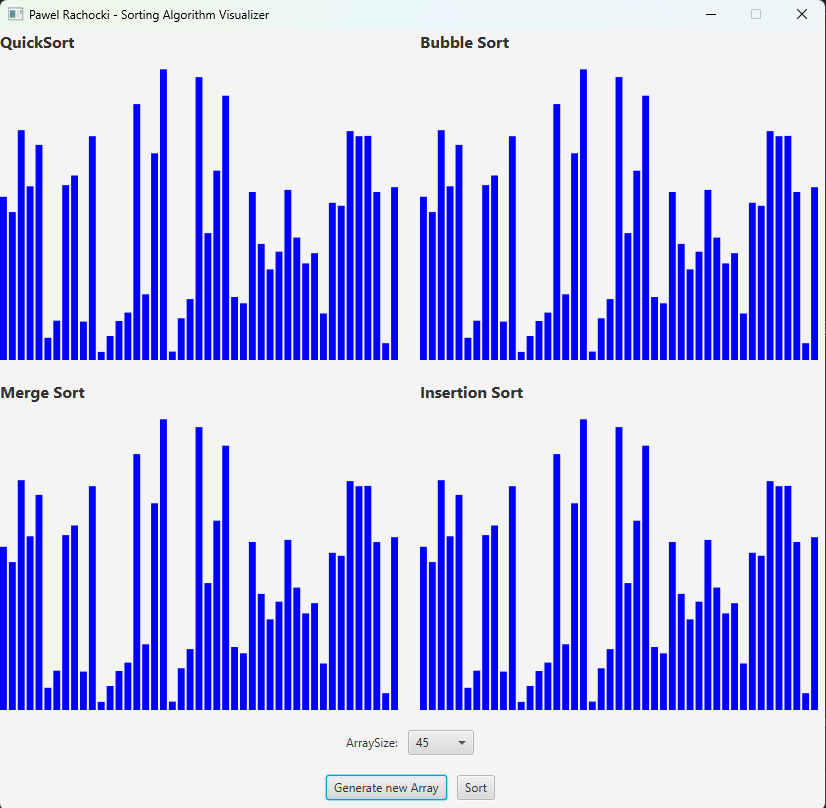 Pawel Rachocki - Sorting Algorithm Visualizer
QuickSort
Bubble Sort
Merge Sort
Insertion Sort
ArraySize: 45
Generate new Array
Sort